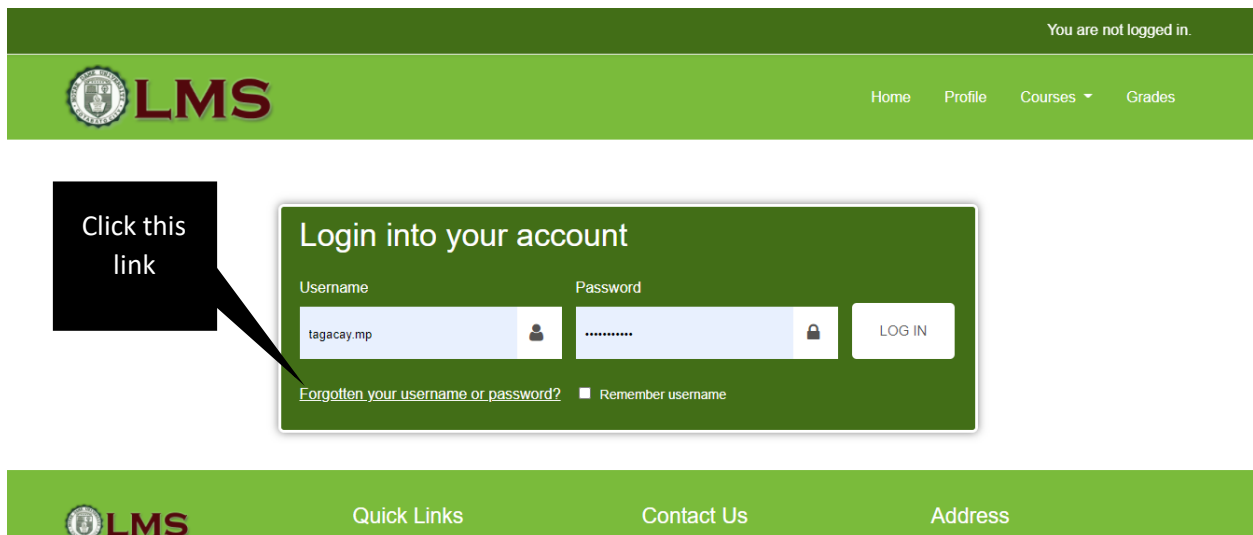 You are not logged in.
LMS
Home Profile Courses Grades
Click this
link
Login into your account
Username Password
tagacay.mp ••••••••••• LOG IN
Forgotten your username or password? Remember username
LMS Quick Links Contact Us Address